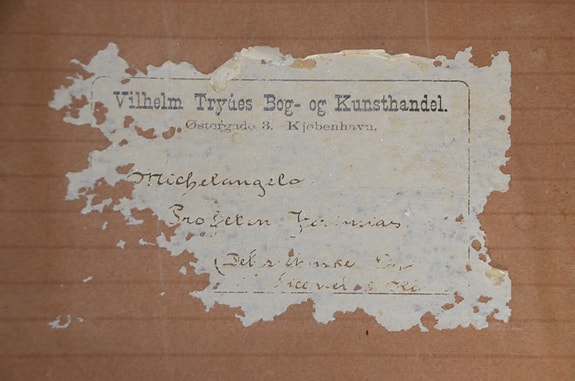 Vilhelm Trydes Bog- og Kunsthandel.
Østergade 3. Kjøbenhavn.
Michelangelo
Profeten Jeremias